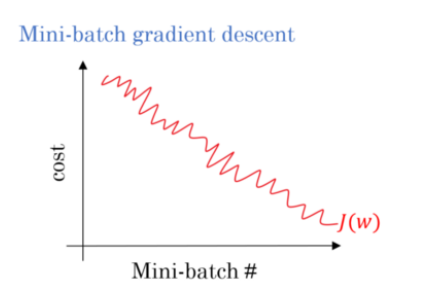 Mini-batch gradient descent
cost
J(w)
Mini-batch #